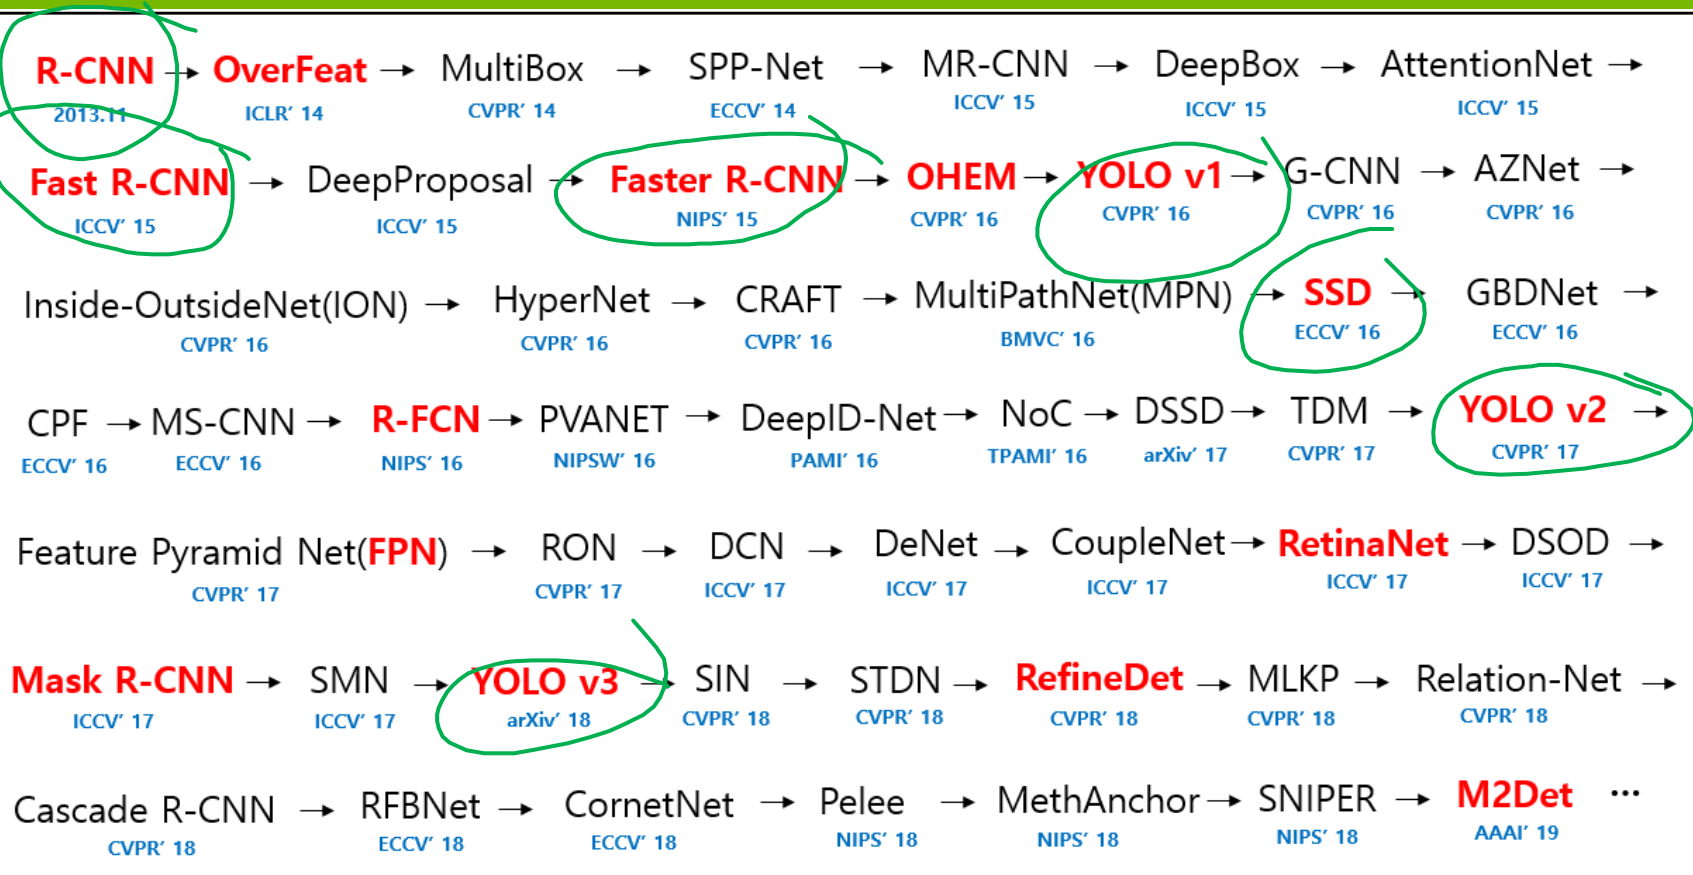 R-CNN → OverFeat → MultiBox → SPP-Net → MR-CNN → DeepBox → AttentionNet →
2013.11 ICLR' 14 CVPR' 14 ECCV' 14 ICCV' 15 ICCV' 15 ICCV' 15
Fast R-CNN → DeepProposal → Faster R-CNN → OHEM → YOLO v1 → G-CNN → AZNet →
ICCV' 15 ICCV' 15 NIPS' 15 CVPR' 16 CVPR' 16 CVPR' 16 CVPR' 16
Inside-OutsideNet(ION) → HyperNet → CRAFT → MultiPathNet(MPN) → SSD → GBDNet →
CVPR' 16 CVPR' 16 CVPR' 16 BMVC' 16 ECCV' 16 ECCV' 16
CPF → MS-CNN → R-FCN → PVANET → DeepID-Net → NoC → DSSD → TDM → YOLO v2 →
ECCV' 16 ECCV' 16 NIPS' 16 NIPSW' 16 PAMI' 16 TPAMI' 16 arXiv' 17 CVPR' 17 CVPR' 17
Feature Pyramid Net(FPN) → RON → DCN → DeNet → CoupleNet → RetinaNet → DSOD →
CVPR' 17 CVPR' 17 ICCV' 17 ICCV' 17 ICCV' 17 ICCV' 17 ICCV' 17
Mask R-CNN → SMN → YOLO v3 → SIN → STDN → RefineDet → MLKP → Relation-Net →
ICCV' 17 ICCV' 17 arXiv' 18 CVPR' 18 CVPR' 18 CVPR' 18 CVPR' 18 CVPR' 18
Cascade R-CNN → RFBNet → CornetNet → Pelee → MethAnchor → SNIPER → M2Det ···
CVPR' 18 ECCV' 18 ECCV' 18 NIPS' 18 NIPS' 18 NIPS' 18 AAAI' 19